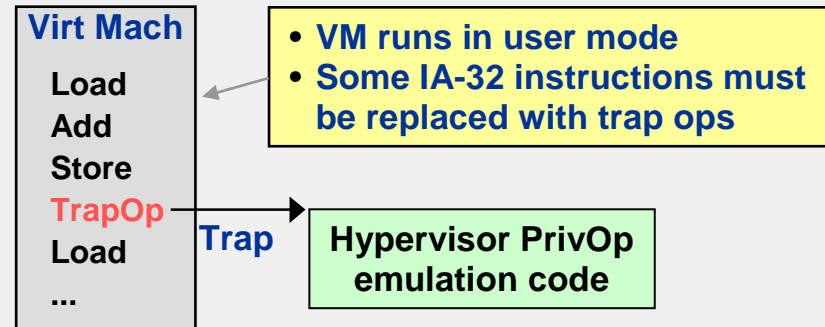 Virt Mach
Load
Add
Store
TrapOp
Load
...
• VM runs in user mode
• Some IA-32 instructions must
be replaced with trap ops
Trap
Hypervisor PrivOp
emulation code